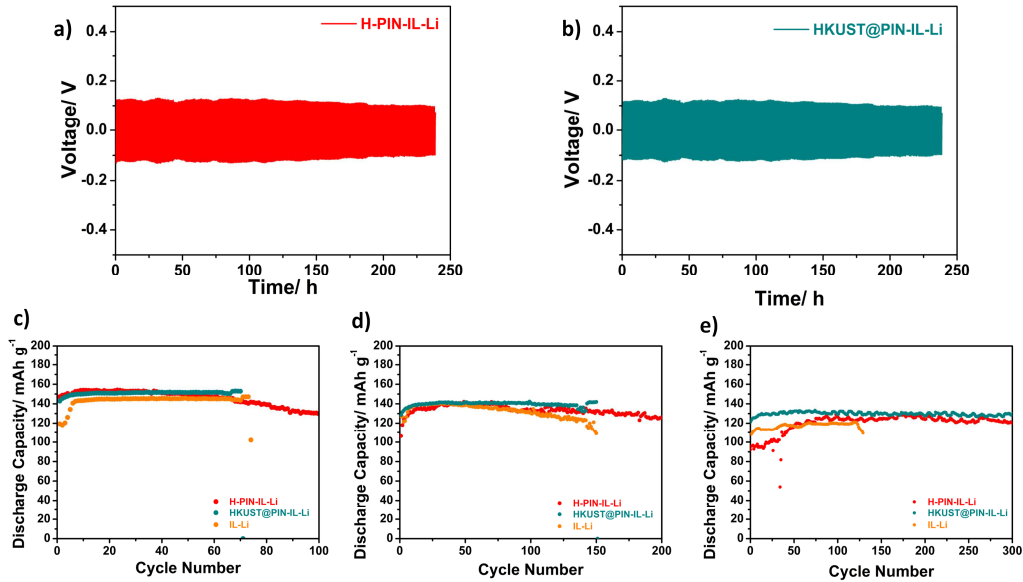 a)
H-PIN-IL-Li
0.4
0.2
0.0
-0.2
-0.4
Voltage/ V
0 50 100 150 200 250
Time/ h
b)
HKUST@PIN-IL-Li
0.4
0.2
0.0
-0.2
-0.4
Voltage/ V
0 50 100 150 200 250
Time/ h
c)
200
180
160
140
120
100
80
60
40
20
0
Discharge Capacity/ mAh g⁻¹
H-PIN-IL-Li
HKUST@PIN-IL-Li
IL-Li
0 20 40 60 80 100
Cycle Number
d)
200
180
160
140
120
100
80
60
40
20
0
Discharge Capacity/ mAh g⁻¹
H-PIN-IL-Li
HKUST@PIN-IL-Li
IL-Li
0 50 100 150 200
Cycle Number
e)
200
180
160
140
120
100
80
60
40
20
0
Discharge Capacity/ mAh g⁻¹
H-PIN-IL-Li
HKUST@PIN-IL-Li
IL-Li
0 50 100 150 200 250 300
Cycle Number